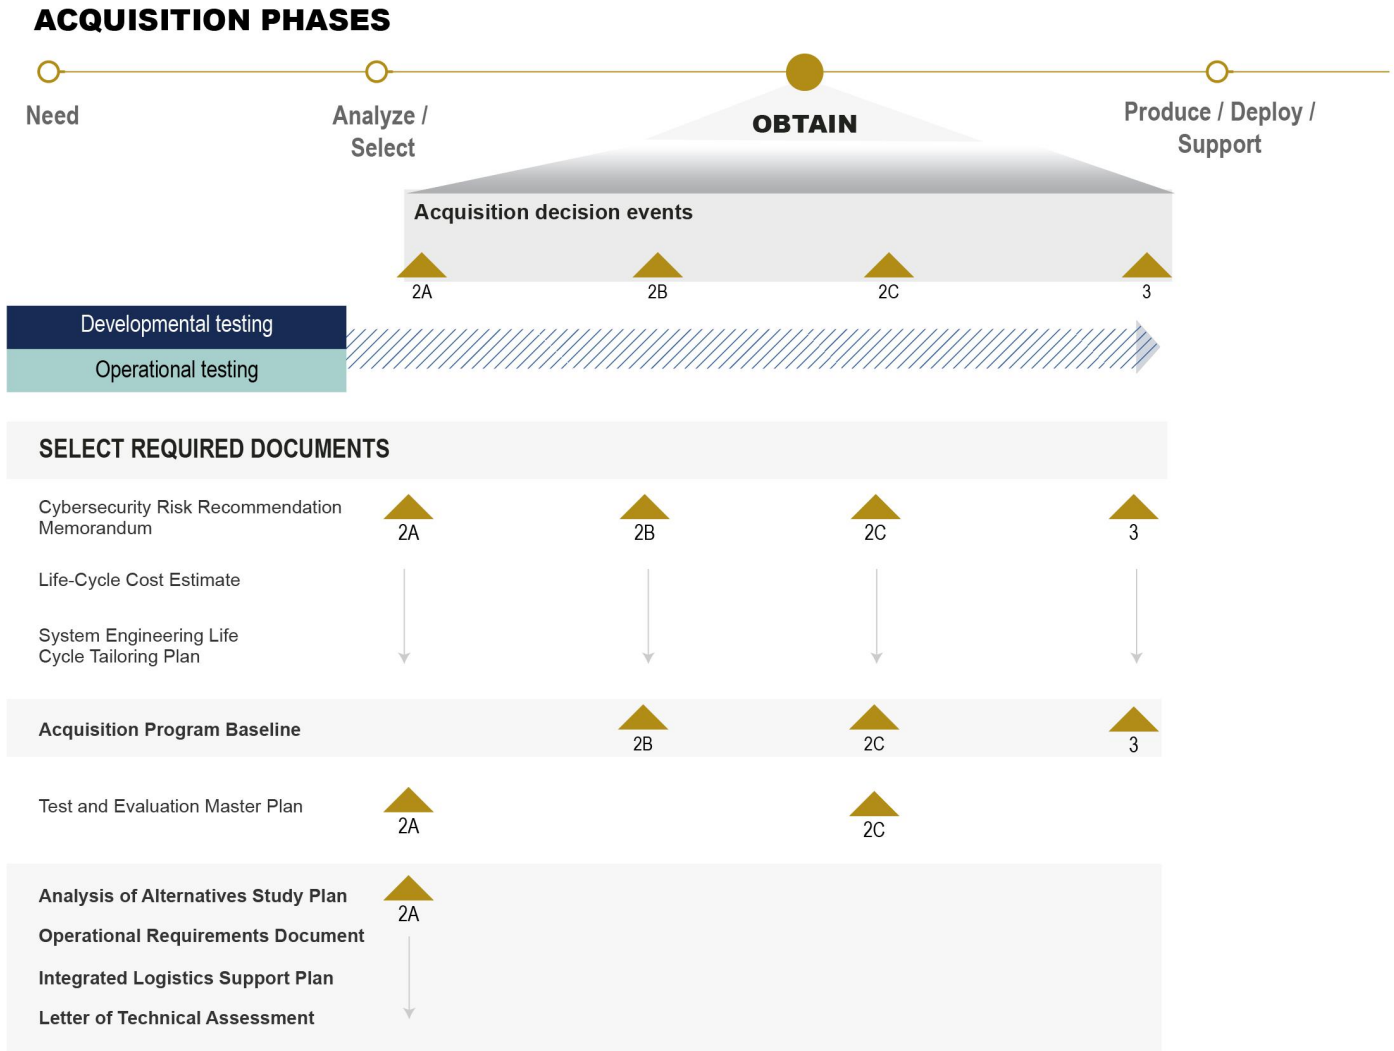 ACQUISITION PHASES
Need
Analyze /
Select
OBTAIN
Produce / Deploy /
Support
Acquisition decision events
2A
2B
2C
3
Developmental testing
Operational testing
SELECT REQUIRED DOCUMENTS
Cybersecurity Risk Recommendation
Memorandum
2A
2B
2C
3
Life-Cycle Cost Estimate
System Engineering Life
Cycle Tailoring Plan
Acquisition Program Baseline
2B
2C
3
Test and Evaluation Master Plan
2A
2C
Analysis of Alternatives Study Plan
2A
Operational Requirements Document
Integrated Logistics Support Plan
Letter of Technical Assessment